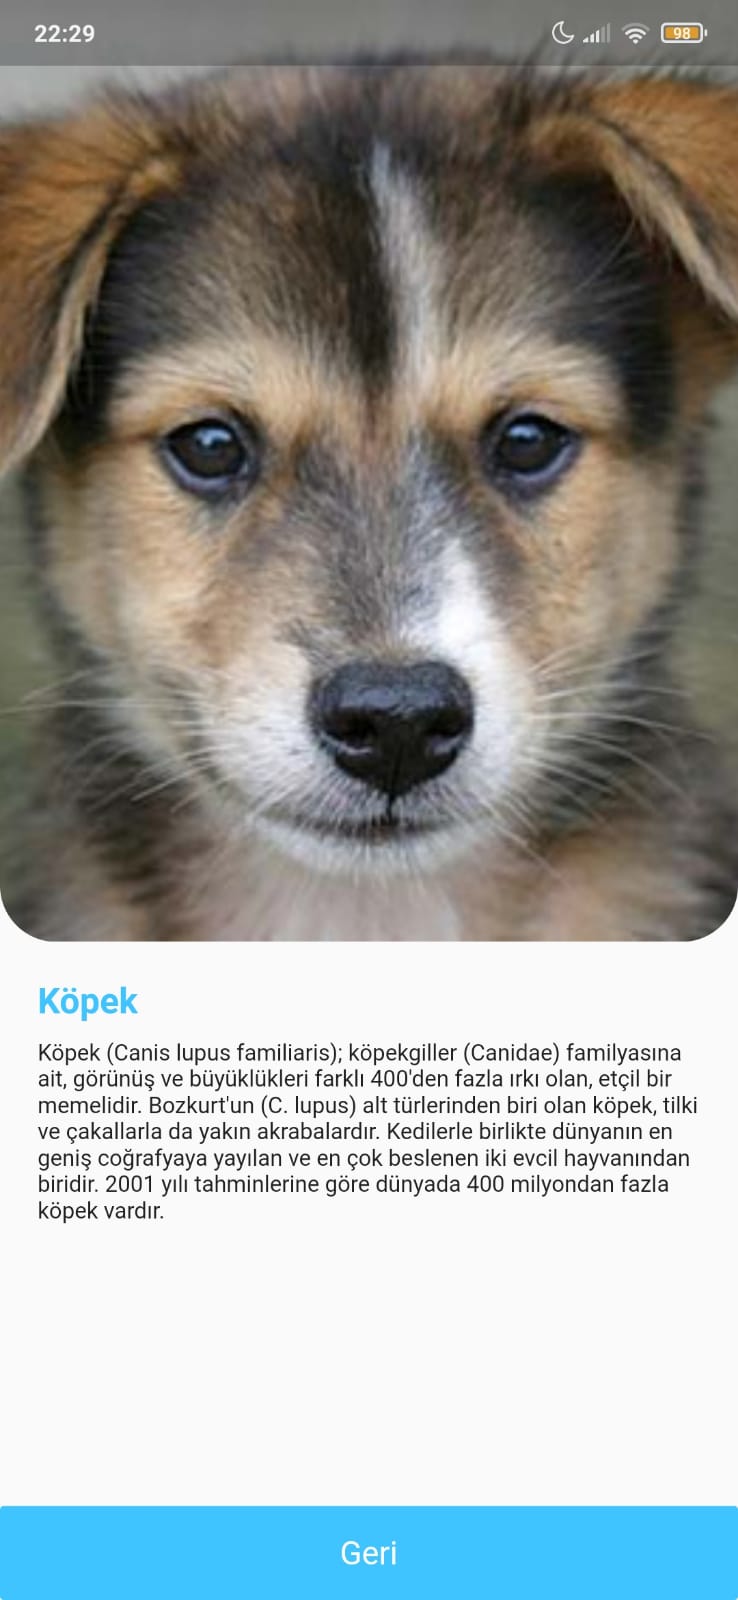 22:29
98
Köpek
Köpek (Canis lupus familiaris); köpekgiller (Canidae) familyasına
ait, görünüş ve büyüklükleri farklı 400'den fazla ırkı olan, etçil bir
memelidir. Bozkurt'un (C. lupus) alt türlerinden biri olan köpek, tilki
ve çakallarla da yakın akrabalardır. Kedilerle birlikte dünyanın en
geniş coğrafyaya yayılan ve en çok beslenen iki evcil hayvanından
biridir. 2001 yılı tahminlerine göre dünyada 400 milyondan fazla
köpek vardır.
Geri